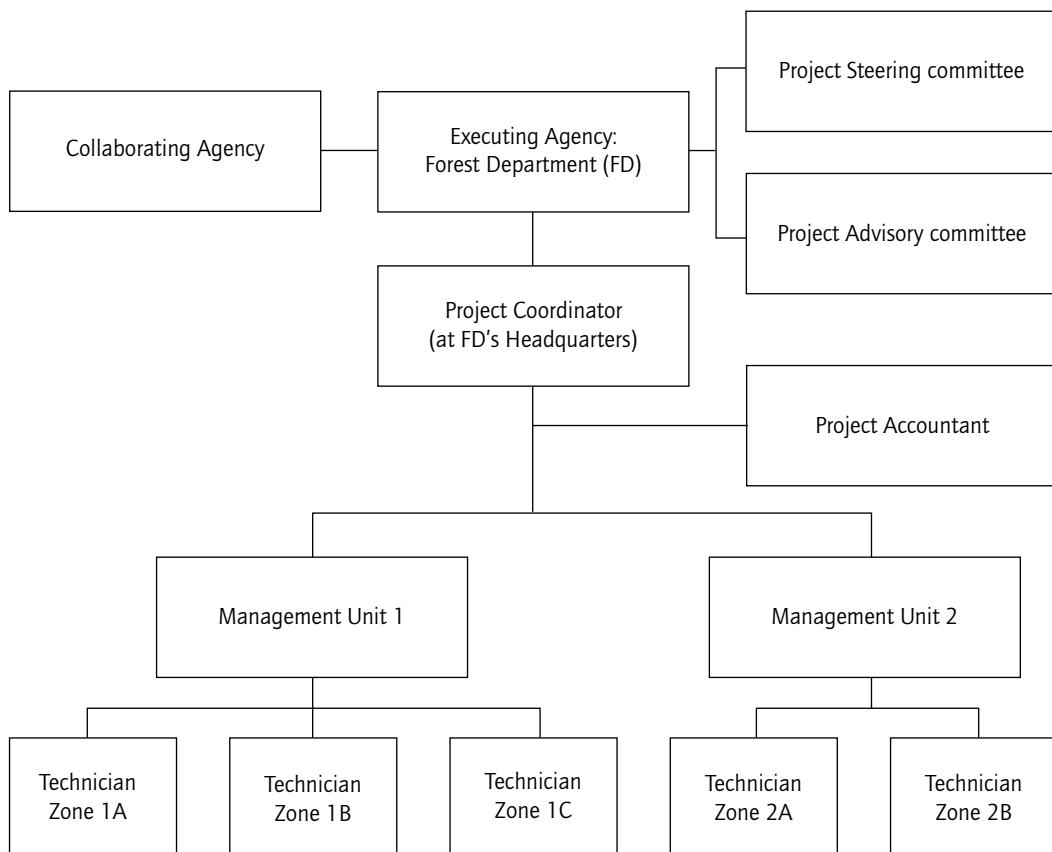 Project Steering committee
Collaborating Agency
Executing Agency:
Forest Department (FD)
Project Advisory committee
Project Coordinator
(at FD's Headquarters)
Project Accountant
Management Unit 1
Management Unit 2
Technician
Zone 1A
Technician
Zone 1B
Technician
Zone 1C
Technician
Zone 2A
Technician
Zone 2B